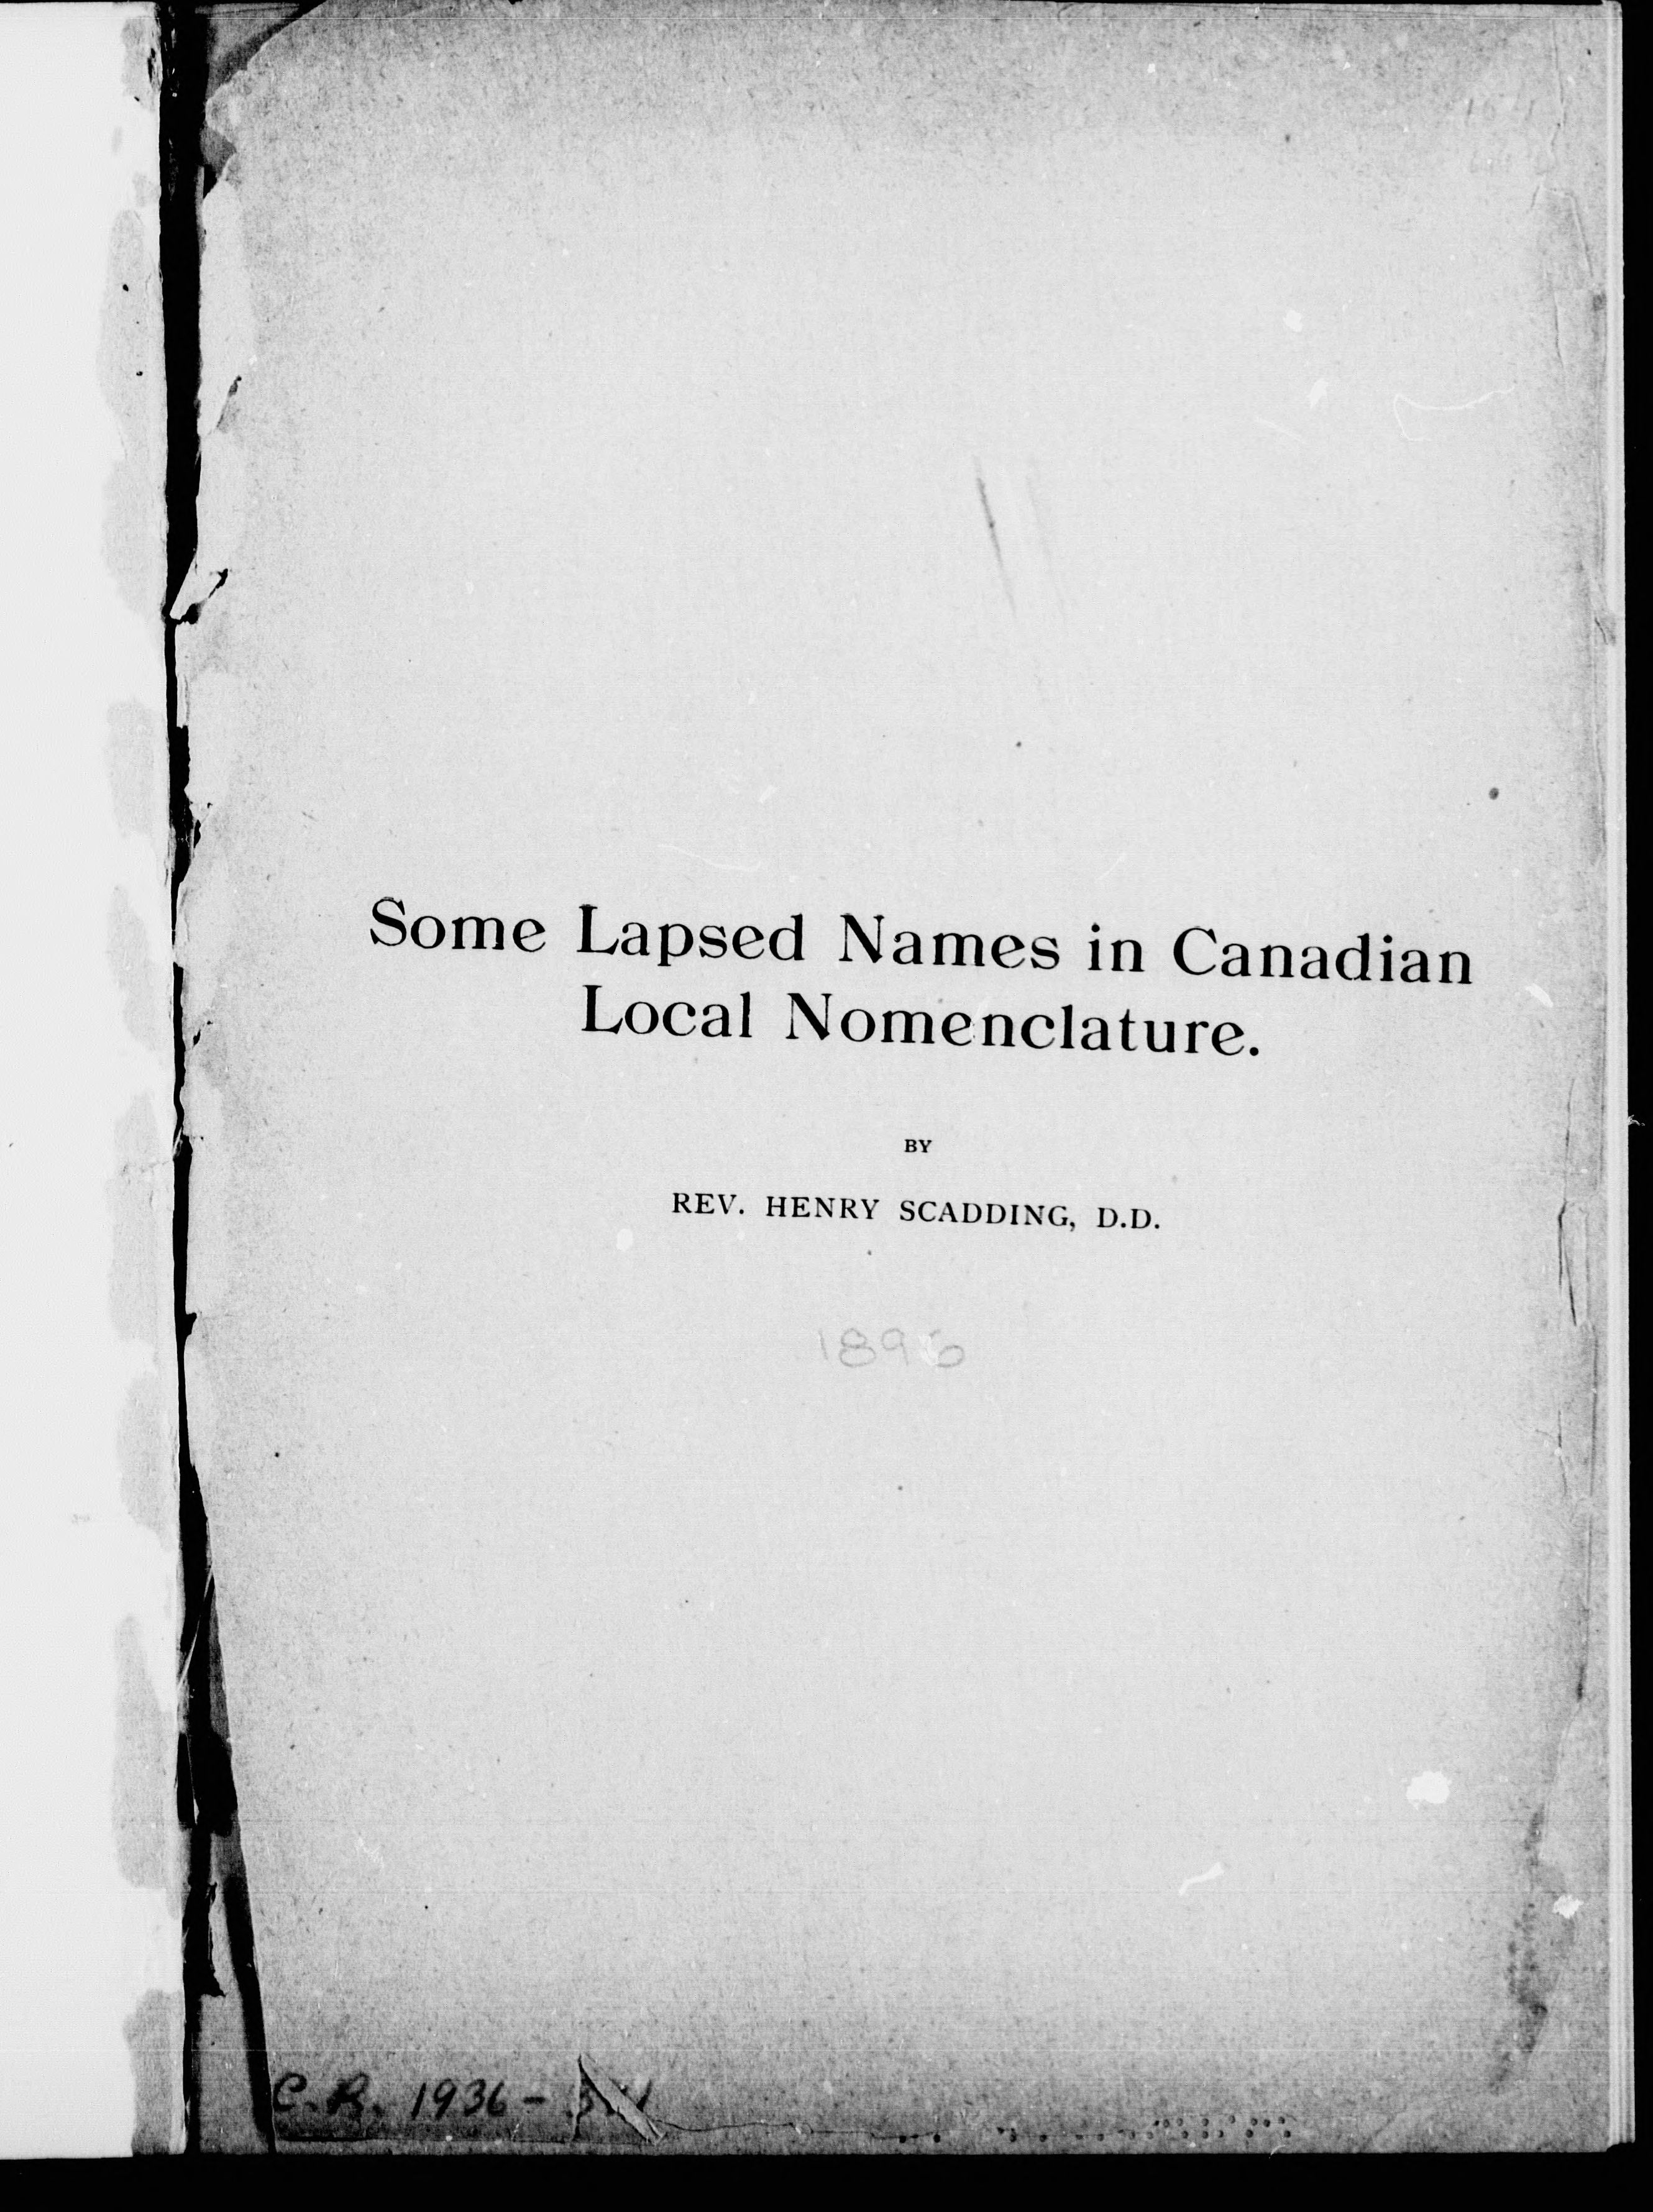 Some Lapsed Names in Canadian
Local Nomenclature.
BY
REV. HENRY SCADDING, D.D.
1896
C.R. 1936 -